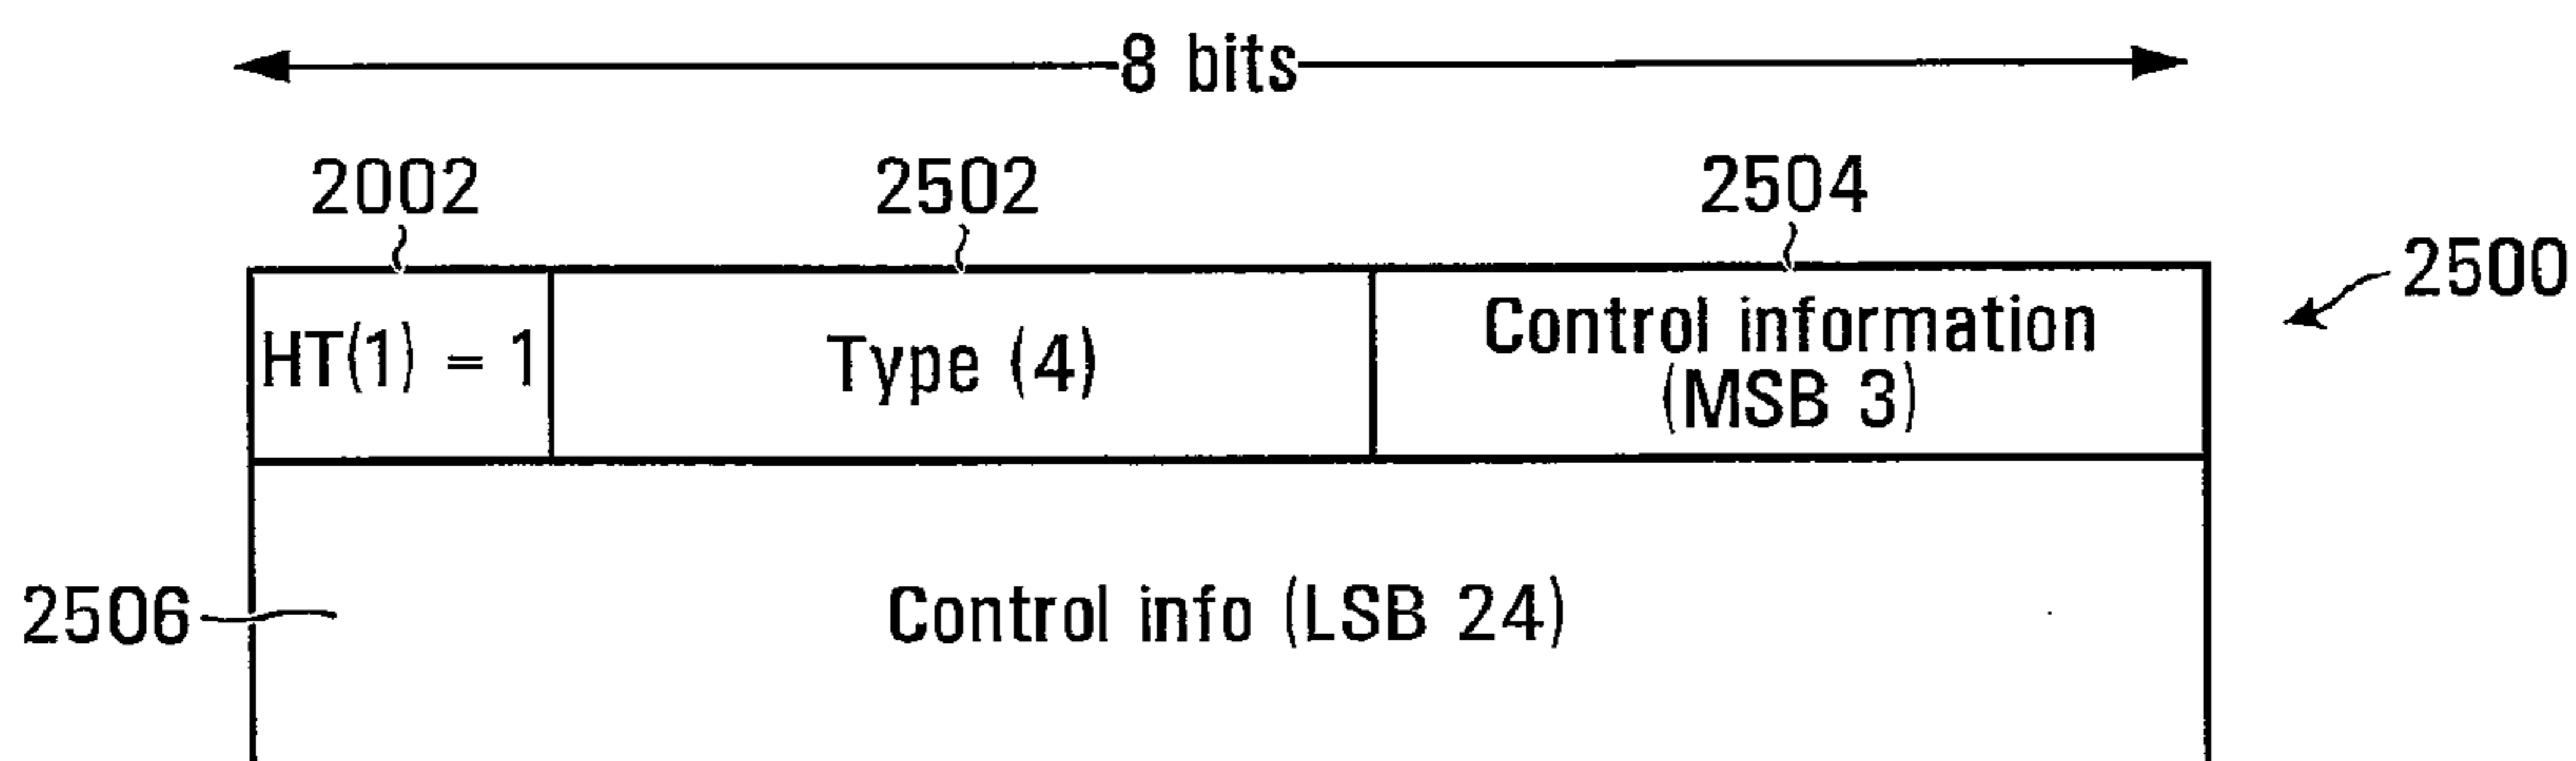 8 bits
2002 2502 2504
2500
HT(1) = 1 Type (4) Control information
(MSB 3)
2506 Control info (LSB 24)